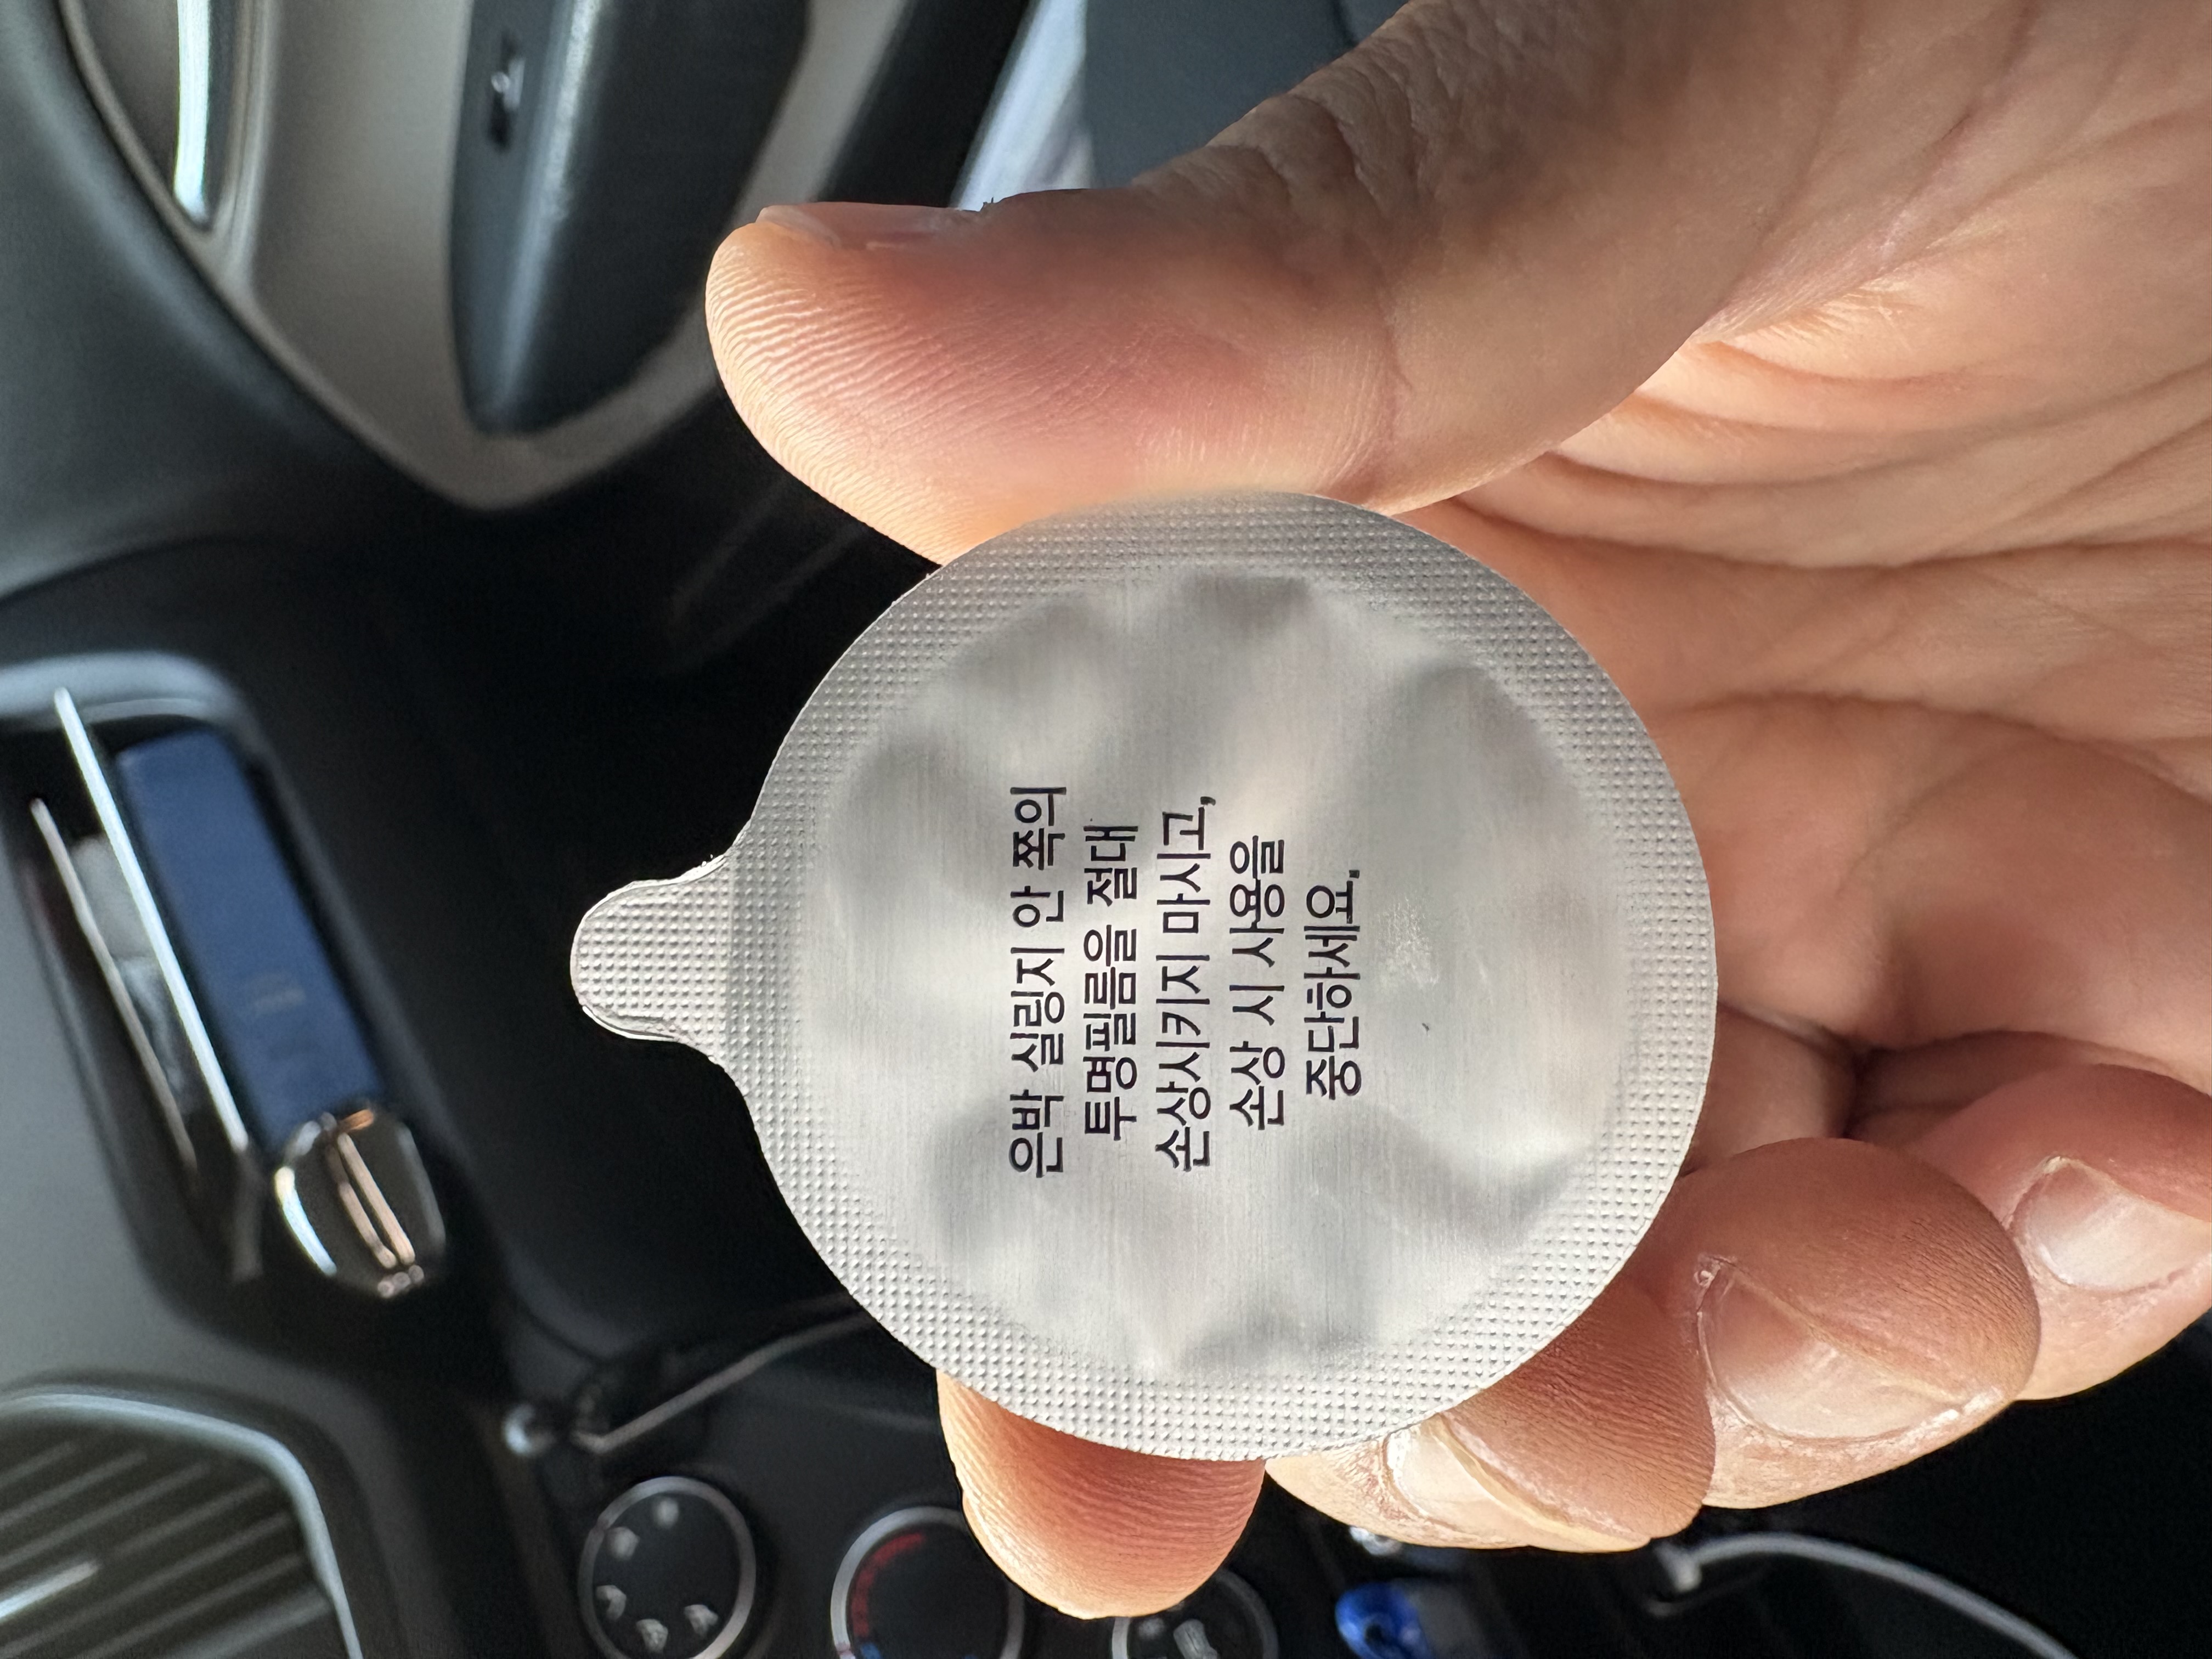 은박 실링지 안 쪽의
투명필름을 절대
손상시키지 마시고,
손상 시 사용을
중단하세요.